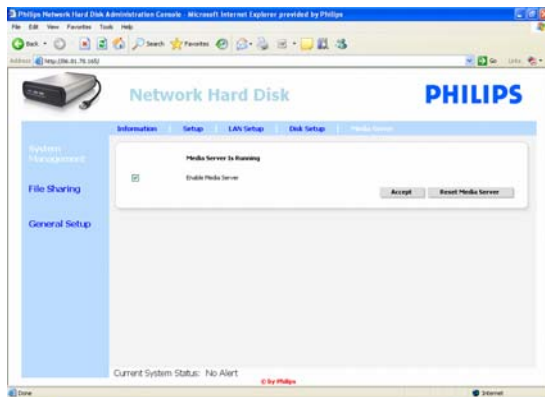 Philips Network Hard Disk Administration Console - Microsoft Internet Explorer provided by Philips
File Edit View Favorites Tools Help
Back Search Favorites
Address Go Links
Network Hard Disk
PHILIPS
Information Setup LAN Setup Disk Setup Media Server
System Management
File Sharing
General Setup
Media Server Is Running
Enable Media Server
Accept Reset Media Server
Current System Status: No Alert
© by Philips
Done Internet